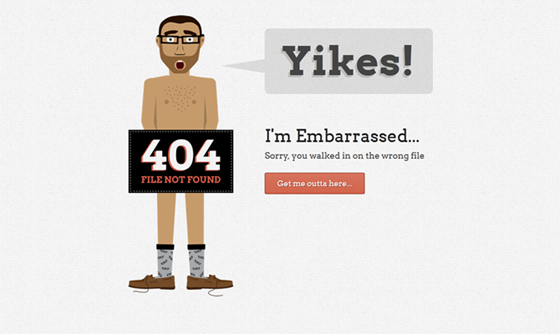 Yikes!
404
FILE NOT FOUND
I'm Embarrassed...
Sorry, you walked in on the wrong file
Get me outta here...